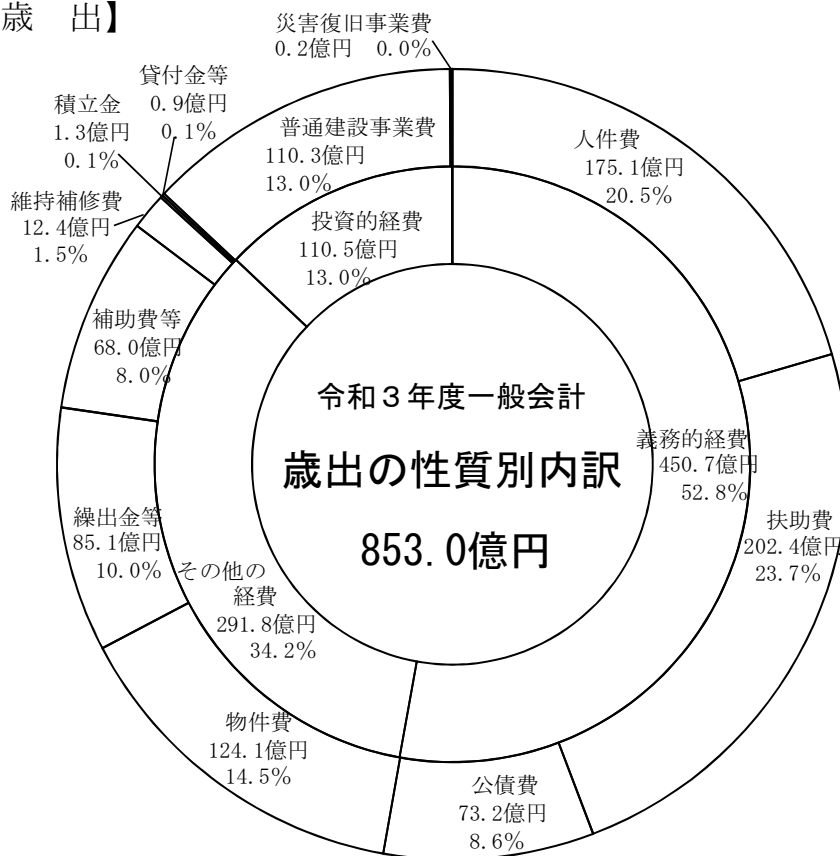 歳　出】
災害復旧事業費
0.2億円　0.0%
貸付金等
0.9億円
0.1%
積立金
1.3億円
0.1%
維持補修費
12.4億円
1.5%
普通建設事業費
110.3億円
13.0%
人件費
175.1億円
20.5%
投資的経費
110.5億円
13.0%
補助費等
68.0億円
8.0%
令和３年度一般会計
歳出の性質別内訳
853.0億円
義務的経費
450.7億円
52.8%
扶助費
202.4億円
23.7%
繰出金等
85.1億円
10.0%
その他の
経費
291.8億円
34.2%
物件費
124.1億円
14.5%
公債費
73.2億円
8.6%